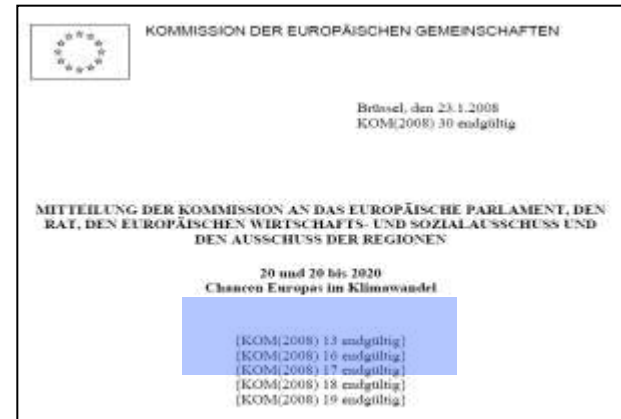 KOMMISSION DER EUROPÄISCHEN GEMEINSCHAFTEN
Brüssel, den 23.1.2008
KOM(2008) 30 endgültig
MITTEILUNG DER KOMMISSION AN DAS EUROPÄISCHE PARLAMENT, DEN
RAT, DEN EUROPÄISCHEN WIRTSCHAFTS- UND SOZIALAUSSCHUSS UND
DEN AUSSCHUSS DER REGIONEN
20 und 20 bis 2020
Chancen Europas im Klimawandel
{KOM(2008) 13 endgültig}
{KOM(2008) 16 endgültig}
{KOM(2008) 17 endgültig}
{KOM(2008) 18 endgültig}
{KOM(2008) 19 endgültig}